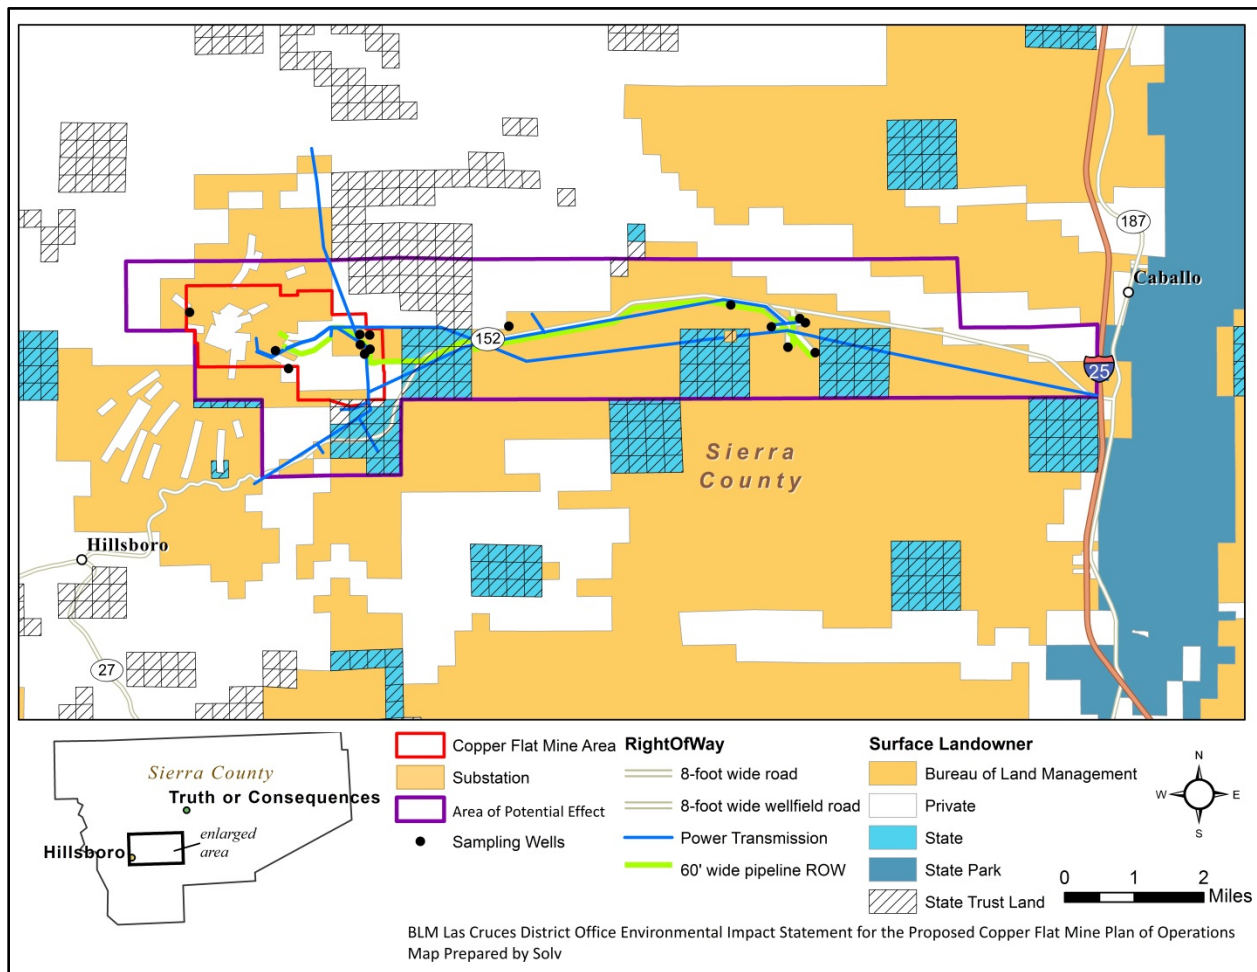 187
Caballo
152
25
Sierra
County
Hillsboro
27
Sierra County
Truth or Consequences
enlarged
area
Hillsboro
Copper Flat Mine Area
Substation
Area of Potential Effect
Sampling Wells
RightOfWay
8-foot wide road
8-foot wide wellfield road
Power Transmission
60' wide pipeline ROW
Surface Landowner
Bureau of Land Management
Private
State
State Park
State Trust Land
N
W E
S
0 1 2
Miles
BLM Las Cruces District Office Environmental Impact Statement for the Proposed Copper Flat Mine Plan of Operations
Map Prepared by Solv